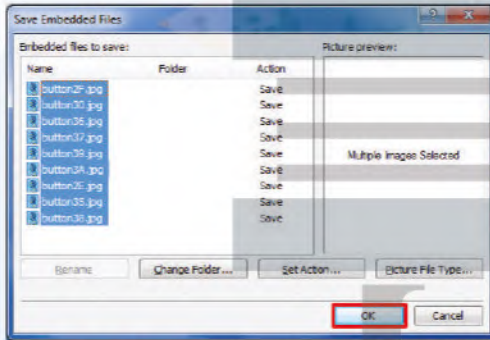 Save Embedded Files
Embedded files to save:
Picture preview:
Name Folder Action
button2F.jpg Save
button30.jpg Save
button36.jpg Save
button37.jpg Save
button39.jpg Save
button3A.jpg Save
button2E.jpg Save
button35.jpg Save
button38.jpg Save
Multiple Images Selected
Rename Change Folder... Set Action... Picture File Type...
OK Cancel